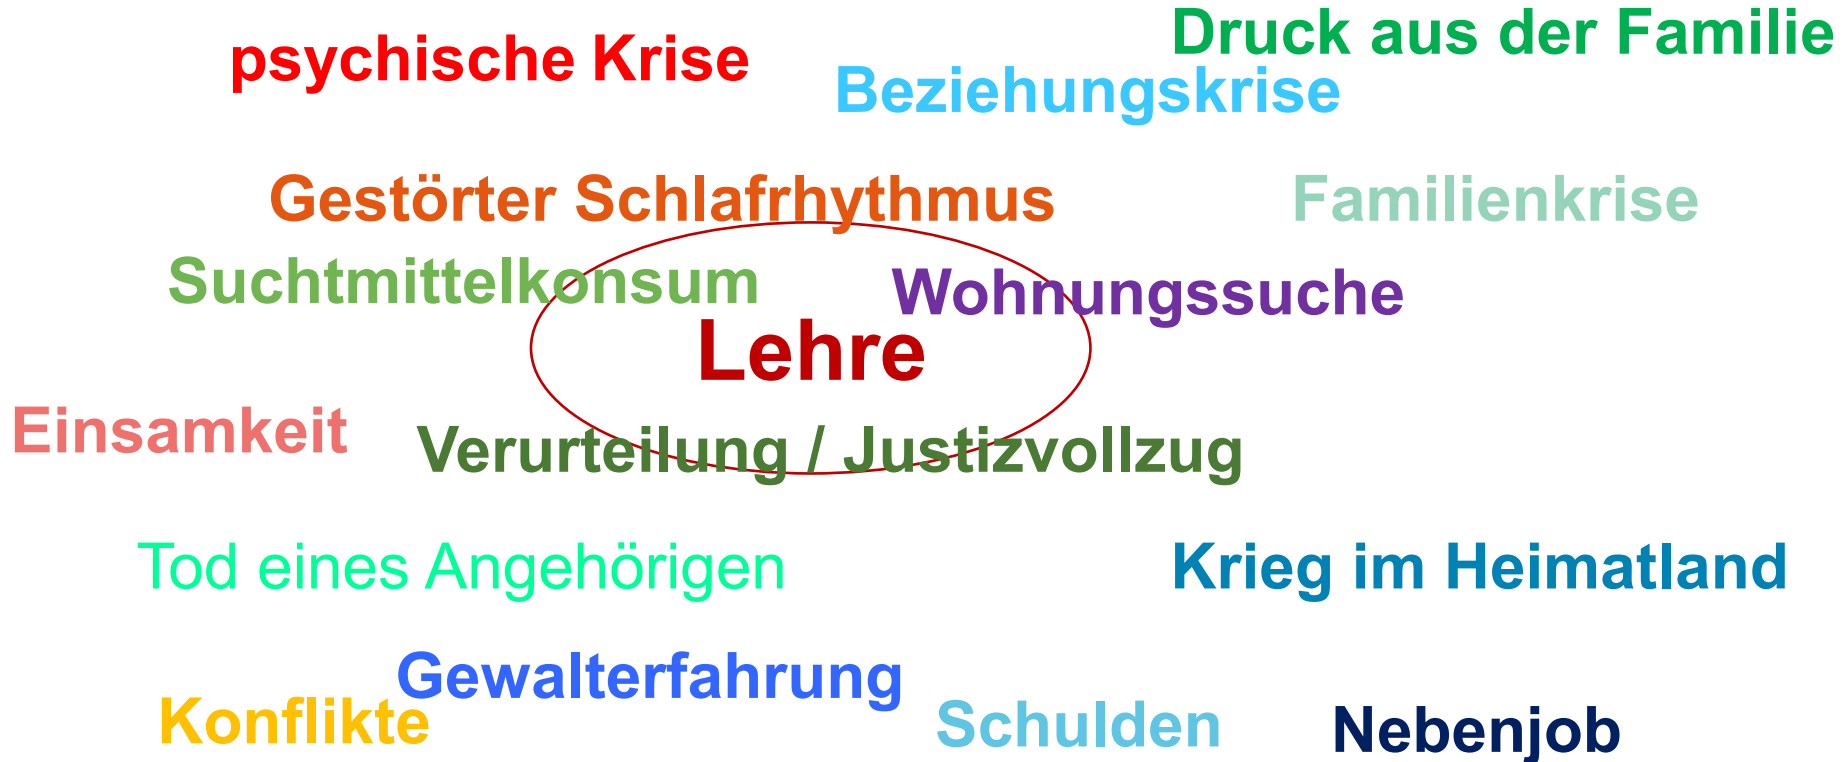 Druck aus der Familie
psychische Krise
Beziehungskrise
Gestörter Schlafrhythmus
Familienkrise
Suchtmittelkonsum
Wohnungssuche
Lehre
Einsamkeit
Verurteilung / Justizvollzug
Tod eines Angehörigen
Krieg im Heimatland
Gewalterfahrung
Konflikte
Schulden
Nebenjob